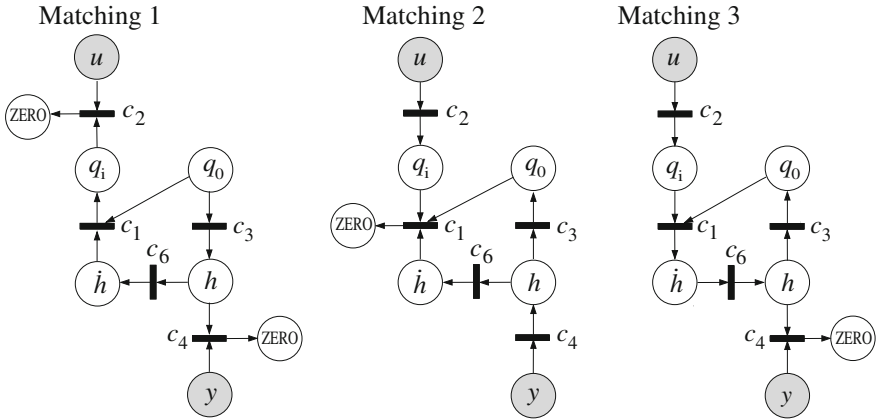 Matching 1
u
ZERO
c₂
qᵢ
q₀
c₁
c₃
c₆
ḣ
h
c₄
ZERO
y
Matching 2
u
c₂
qᵢ
q₀
ZERO
c₁
c₃
c₆
ḣ
h
c₄
y
Matching 3
u
c₂
qᵢ
q₀
c₁
c₃
c₆
ḣ
h
c₄
ZERO
y